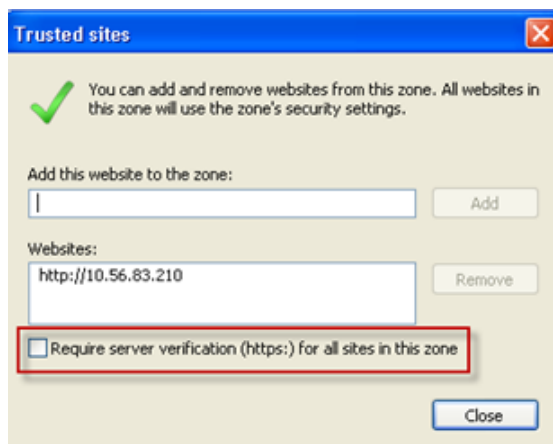 Trusted sites
You can add and remove websites from this zone. All websites in
this zone will use the zone's security settings.
Add this website to the zone:
Add
Websites:
http://10.56.83.210
Remove
Require server verification (https:) for all sites in this zone
Close